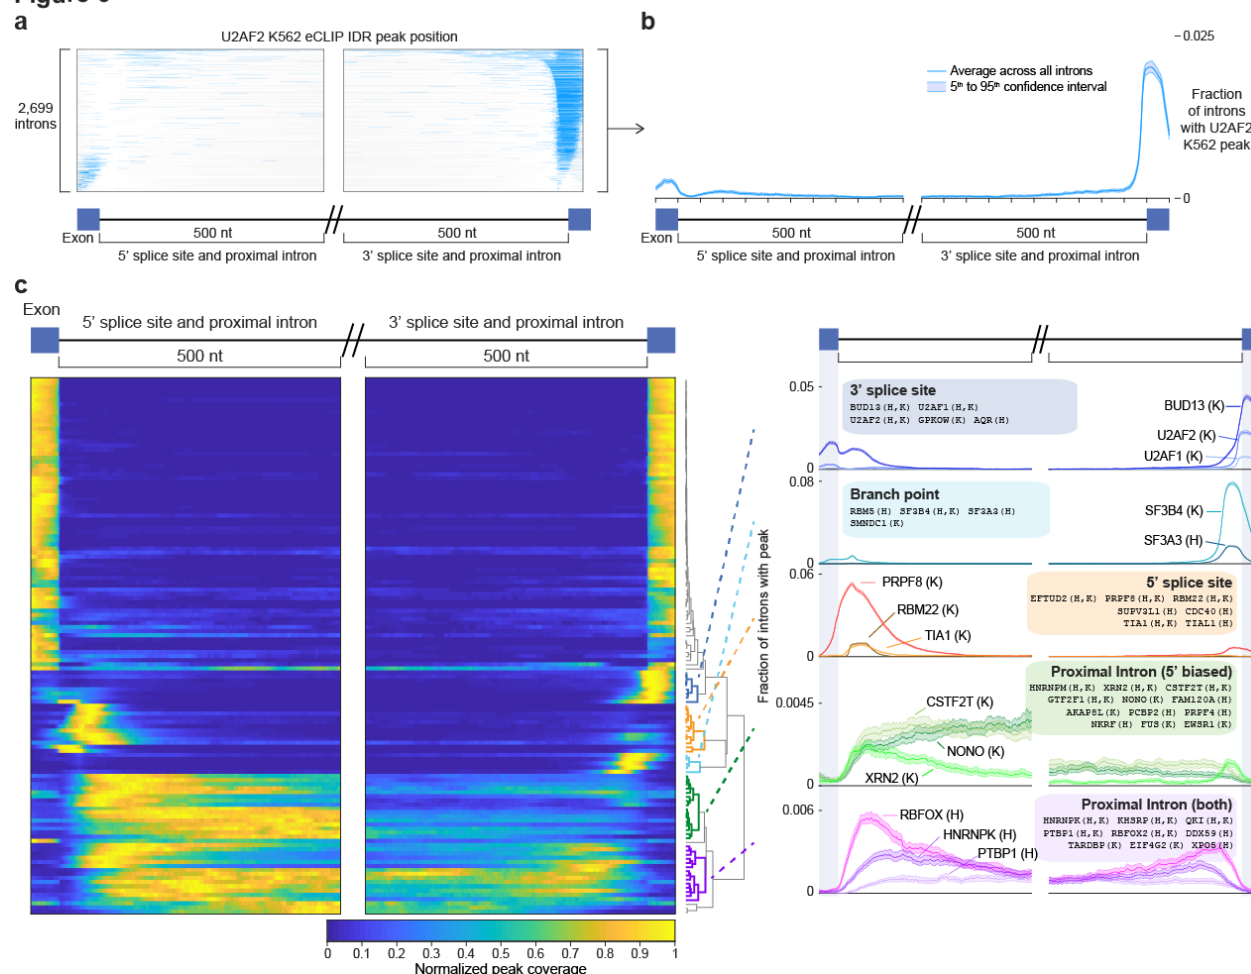 a
b
U2AF2 K562 eCLIP IDR peak position
2,699
introns
Exon
500 nt
500 nt
5’ splice site and proximal intron
3’ splice site and proximal intron
Average across all introns
5th to 95th confidence interval
0.025
Fraction
of introns
with U2AF2
K562 peak
0
Exon
500 nt
500 nt
5’ splice site and proximal intron
3’ splice site and proximal intron
c
Exon
5’ splice site and proximal intron
3’ splice site and proximal intron
500 nt
500 nt
0 0.1 0.2 0.3 0.4 0.5 0.6 0.7 0.8 0.9 1
Normalized peak coverage
Fraction of introns with peak
0.05
0
3’ splice site
BUD13(H,K) U2AF1(H,K)
U2AF2(H,K) GPKOW(K) AQR(H)
BUD13 (K)
U2AF2 (K)
U2AF1 (K)
0.08
0
Branch point
RBM5(H) SF3B4(H,K) SF3A3(H)
SMNDC1(K)
SF3B4 (K)
SF3A3 (H)
0.06
0
PRPF8 (K)
RBM22 (K)
TIA1 (K)
5’ splice site
EFTUD2(H,K) PRPF8(H,K) RBM22(H,K)
SUPV3L1(H) CDC40(H)
TIA1(H,K) TIAL1(H)
0.0045
0
CSTF2T (K)
NONO (K)
XRN2 (K)
Proximal Intron (5’ biased)
HNRNPM(H,K) XRN2(H,K) CSTF2T(H,K)
GTF2F1(H,K) NONO(K) FAM120A(H)
AKAP8L(K) PCBP2(H) PRPF4(H)
NKRF(H) FUS(K) EWSR1(K)
0.006
0
RBFOX (H)
HNRNPK (H)
PTBP1 (H)
Proximal Intron (both)
HNRNPK(H,K) KHSRP(H,K) QKI(H,K)
PTBP1(H,K) RBFOX2(H,K) DDX59(H)
TARDBP(K) EIF4G2(K) XPO5(H)